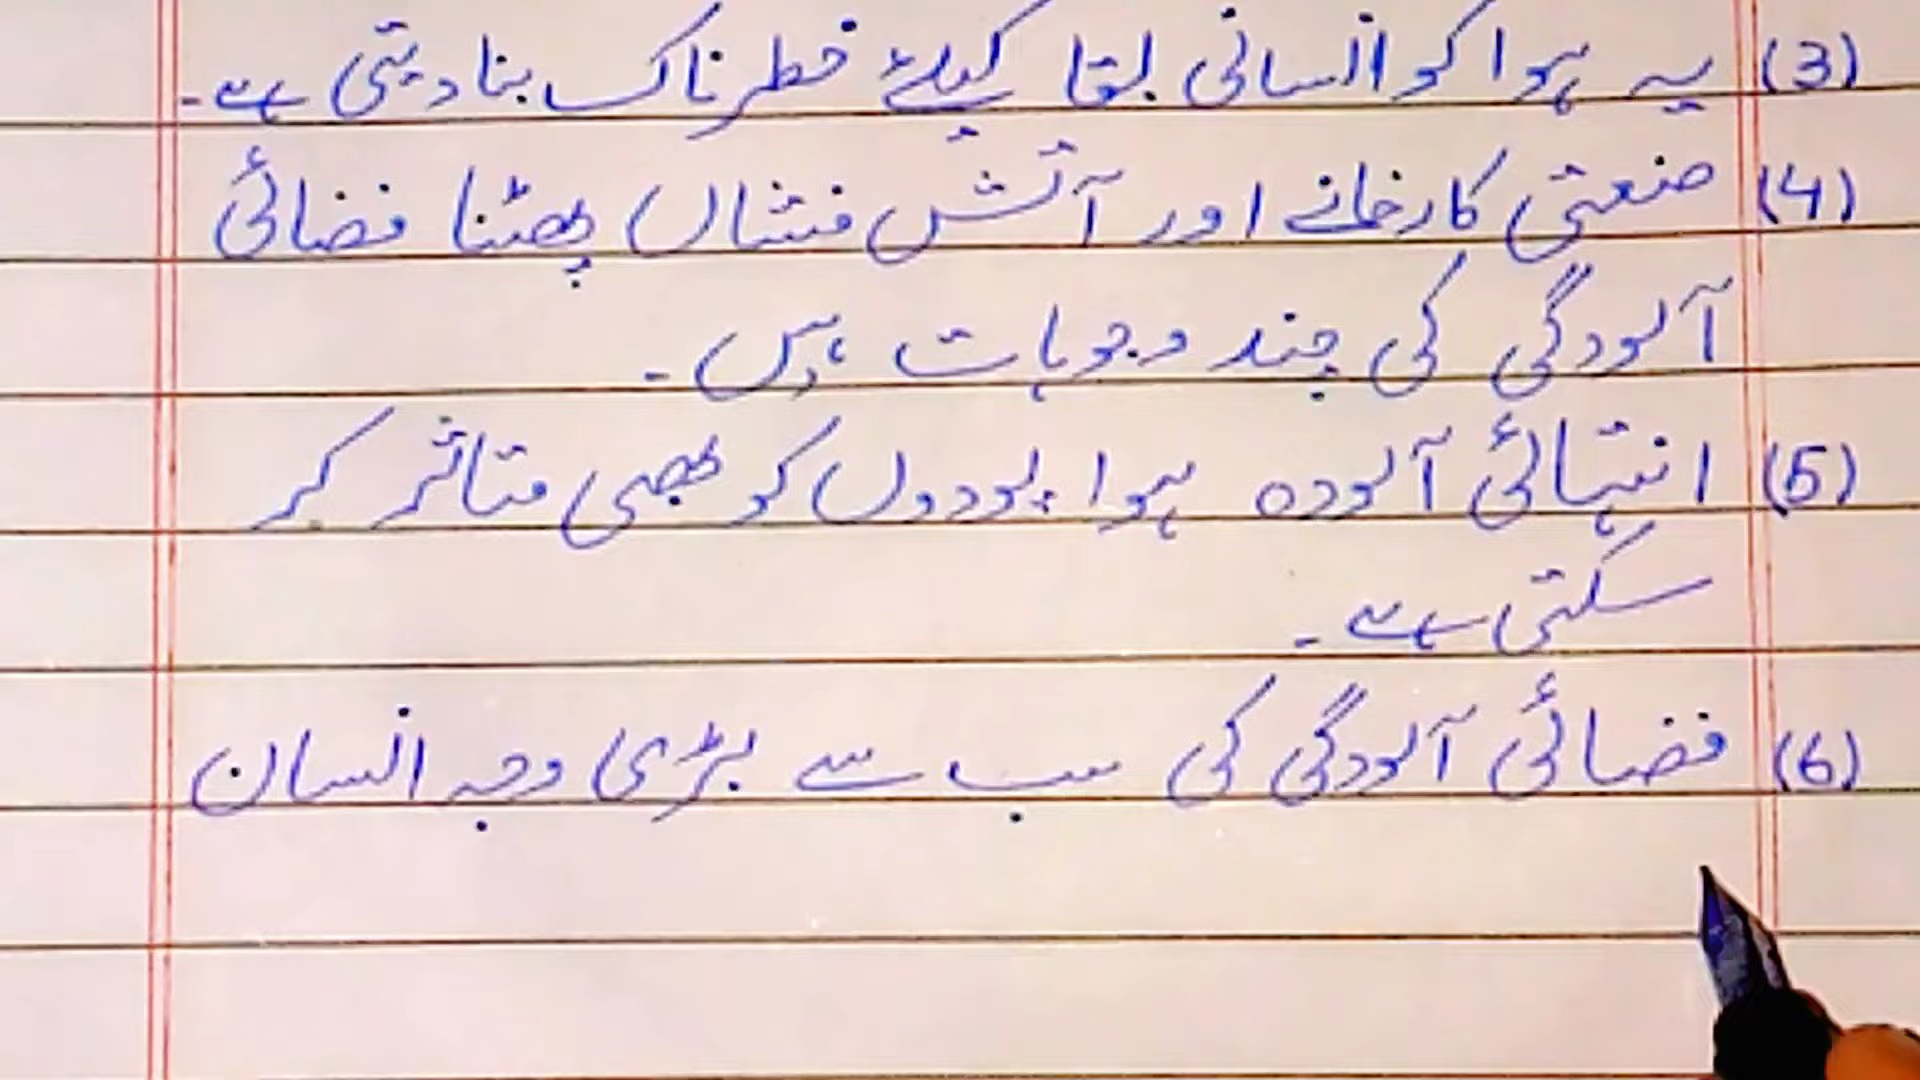 (3) یہ ہوا کو انسانی بقا کیلئے خطرناک بنا دیتی ہے۔
(4) صنعتی کارخانے اور آتش فشاں پھٹنا فضائی
آلودگی کی چند وجوہات ہیں۔
(5) انتہائی آلودہ ہوا پودوں کو بھی متاثر کر
سکتی ہے۔
(6) فضائی آلودگی کی سب سے بڑی وجہ انسان